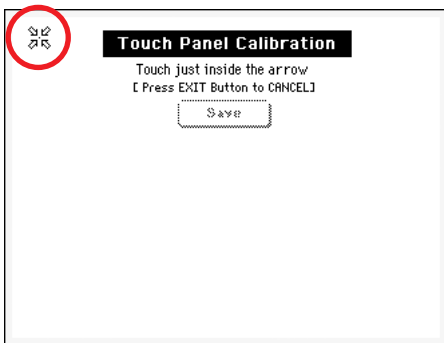 Touch Panel Calibration
Touch just inside the arrow
[ Press EXIT Button to CANCEL]
Save